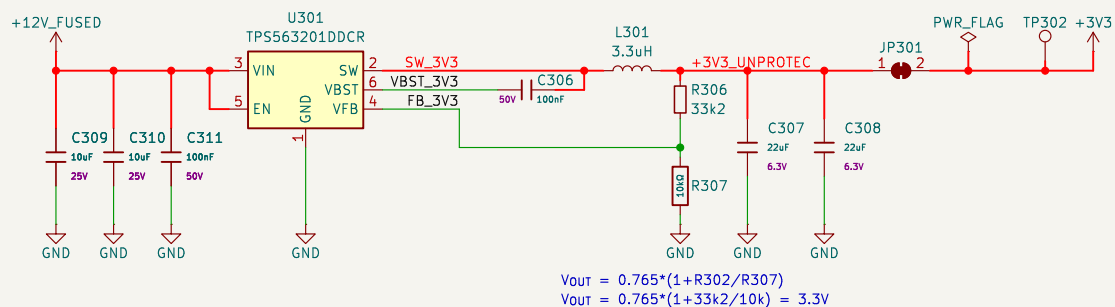 +12V_FUSED
U301
TPS563201DDCR
3 VIN
5 EN
GND
1
SW 2
VBST 6
VFB 4
SW_3V3
VBST_3V3
FB_3V3
C306
50V 100nF
L301
3.3uH
+3V3_UNPROTEC
R306
33k2
10kΩ
R307
JP301
1 2
PWR_FLAG
TP302
+3V3
C309
10uF
25V
C310
10uF
25V
C311
100nF
50V
C307
22uF
6.3V
C308
22uF
6.3V
GND
GND
GND
GND
GND
GND
GND
VOUT = 0.765*(1+R302/R307)
VOUT = 0.765*(1+33k2/10k) = 3.3V